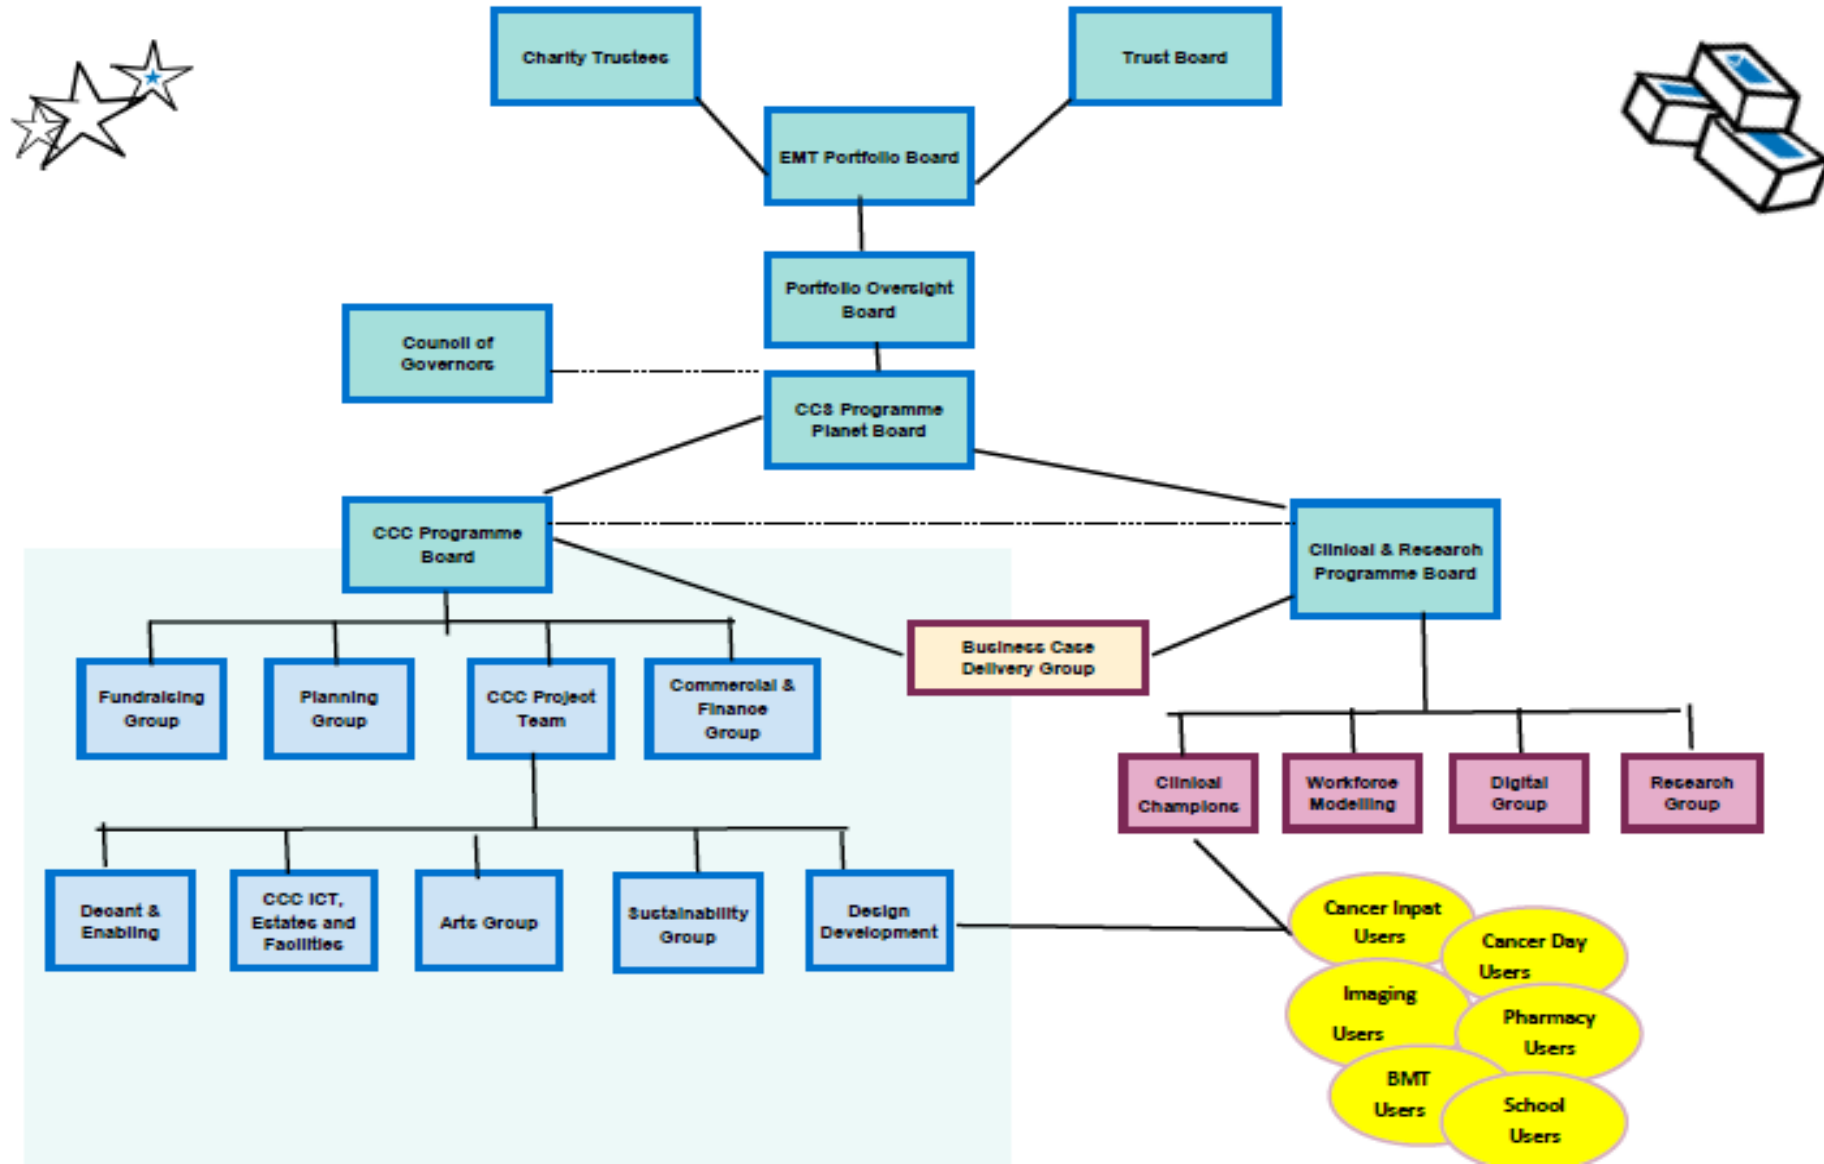 Charity Trustees
Trust Board
EMT Portfolio Board
Portfolio Oversight
Board
Council of
Governors
CCS Programme
Planet Board
CCC Programme
Board
Clinical & Research
Programme Board
Business Case
Delivery Group
Fundraising
Group
Planning
Group
CCC Project
Team
Commercial &
Finance
Group
Clinical
Champions
Workforce
Modelling
Digital
Group
Research
Group
Decant &
Enabling
CCC ICT,
Estates and
Facilities
Arts Group
Sustainability
Group
Design
Development
Cancer Inpat
Users
Cancer Day
Users
Imaging
Users
Pharmacy
Users
BMT
Users
School
Users